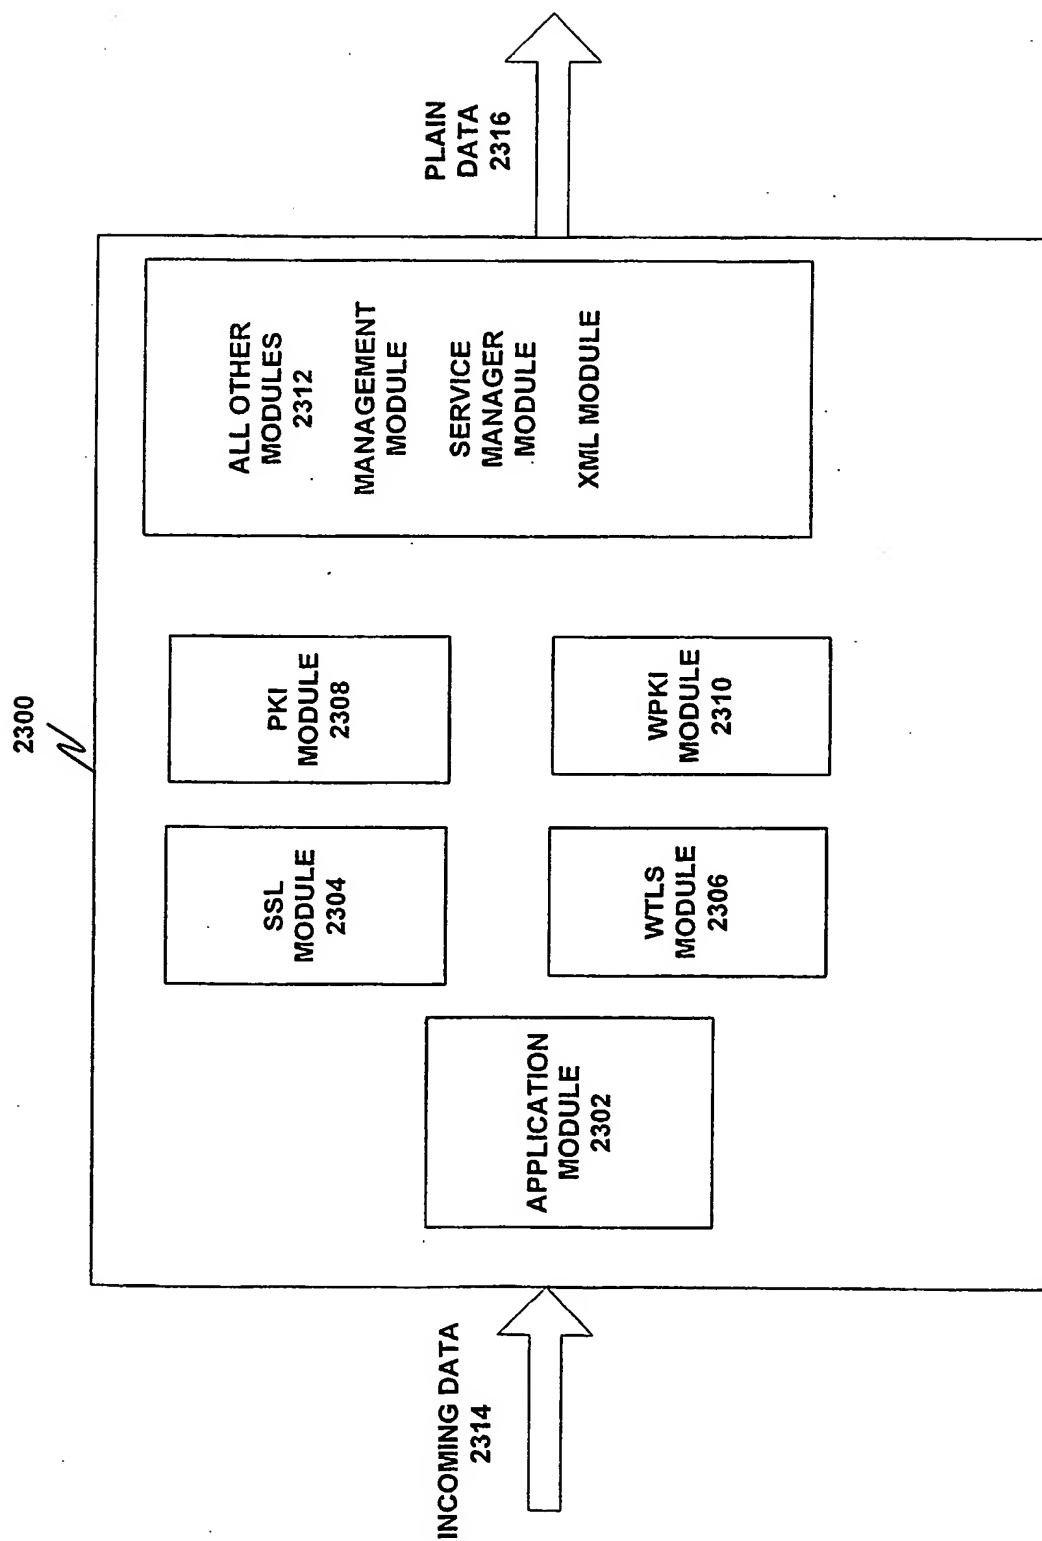 2300
INCOMING DATA
2314
APPLICATION
MODULE
2302
SSL
MODULE
2304
WTLS
MODULE
2306
PKI
MODULE
2308
WPKI
MODULE
2310
ALL OTHER
MODULES
2312
MANAGEMENT
MODULE
SERVICE
MANAGER
MODULE
XML MODULE
PLAIN
DATA
2316